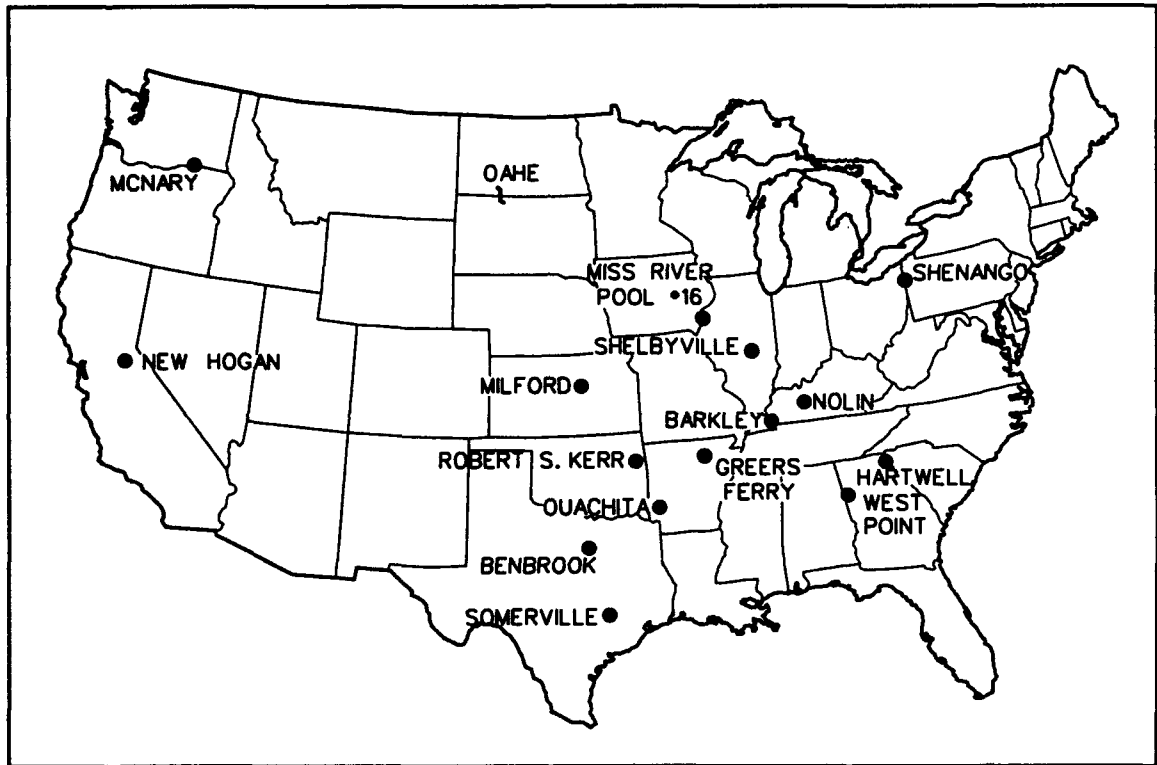 OAHE
MCNARY
MISS RIVER
POOL •16
SHENANGO
SHELBYVILLE
NEW HOGAN
MILFORD
NOLIN
BARKLEY
ROBERT S. KERR
GREERS
FERRY
HARTWELL
WEST
POINT
OUACHITA
BENBROOK
SOMERVILLE